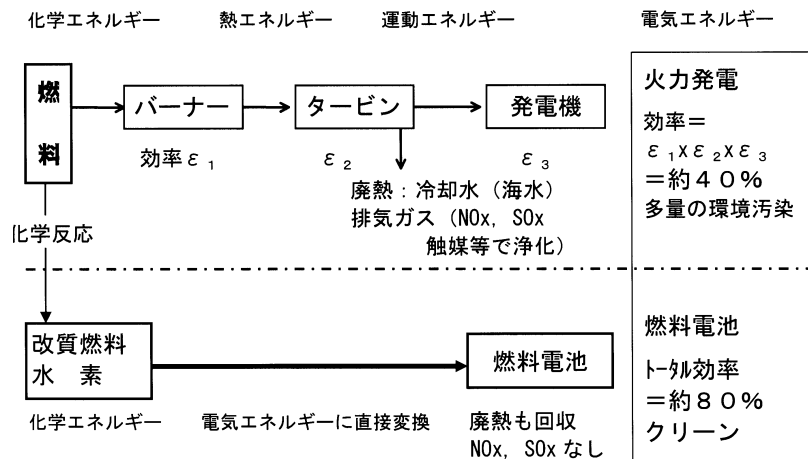 化学エネルギー 熱エネルギー 運動エネルギー 電気エネルギー
燃料
バーナー
タービン
発電機
効率ε1
ε2
ε3
廃熱：冷却水（海水）
排気ガス（NOx, SOx
触媒等で浄化）
火力発電
効率＝
ε1xε2xε3
＝約40%
多量の環境汚染
化学反応
改質燃料
水 素
燃料電池
化学エネルギー
電気エネルギーに直接変換
廃熱も回収
NOx, SOxなし
燃料電池
ﾄｰﾀﾙ効率
＝約80%
クリーン